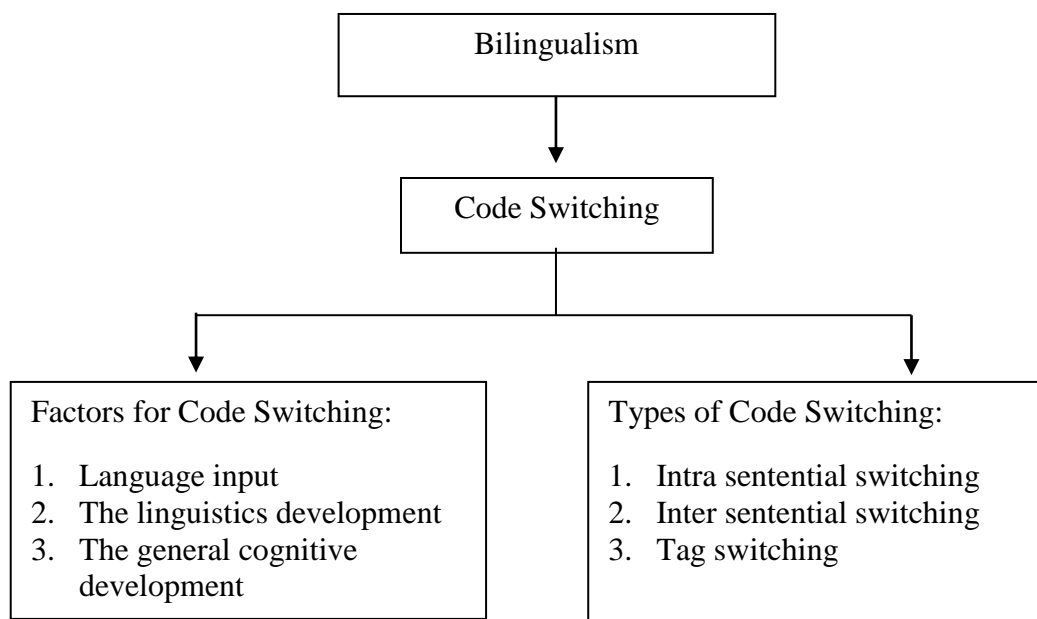 Bilingualism
Code Switching
Factors for Code Switching:
1. Language input
2. The linguistics development
3. The general cognitive
development
Types of Code Switching:
1. Intra sentential switching
2. Inter sentential switching
3. Tag switching